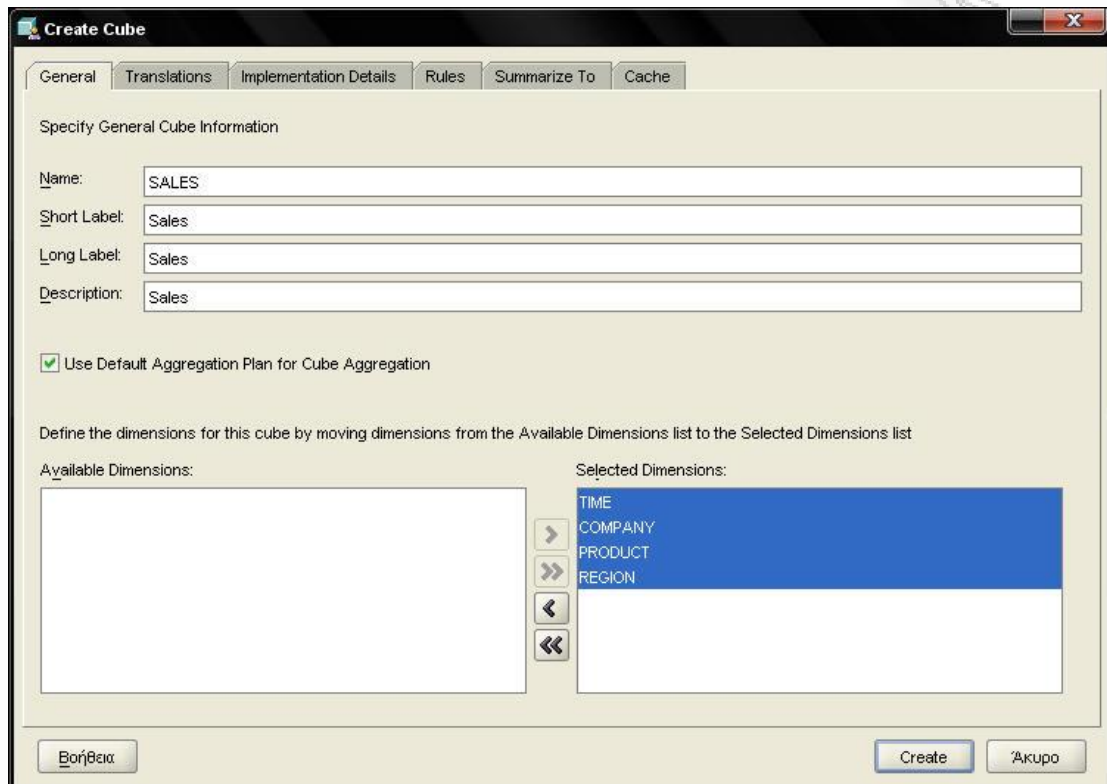 Create Cube
General Translations Implementation Details Rules Summarize To Cache
Specify General Cube Information
Name: SALES
Short Label: Sales
Long Label: Sales
Description: Sales
Use Default Aggregation Plan for Cube Aggregation
Define the dimensions for this cube by moving dimensions from the Available Dimensions list to the Selected Dimensions list
Available Dimensions: Selected Dimensions:
TIME
COMPANY
PRODUCT
REGION
Βοήθεια Create Άκυρο